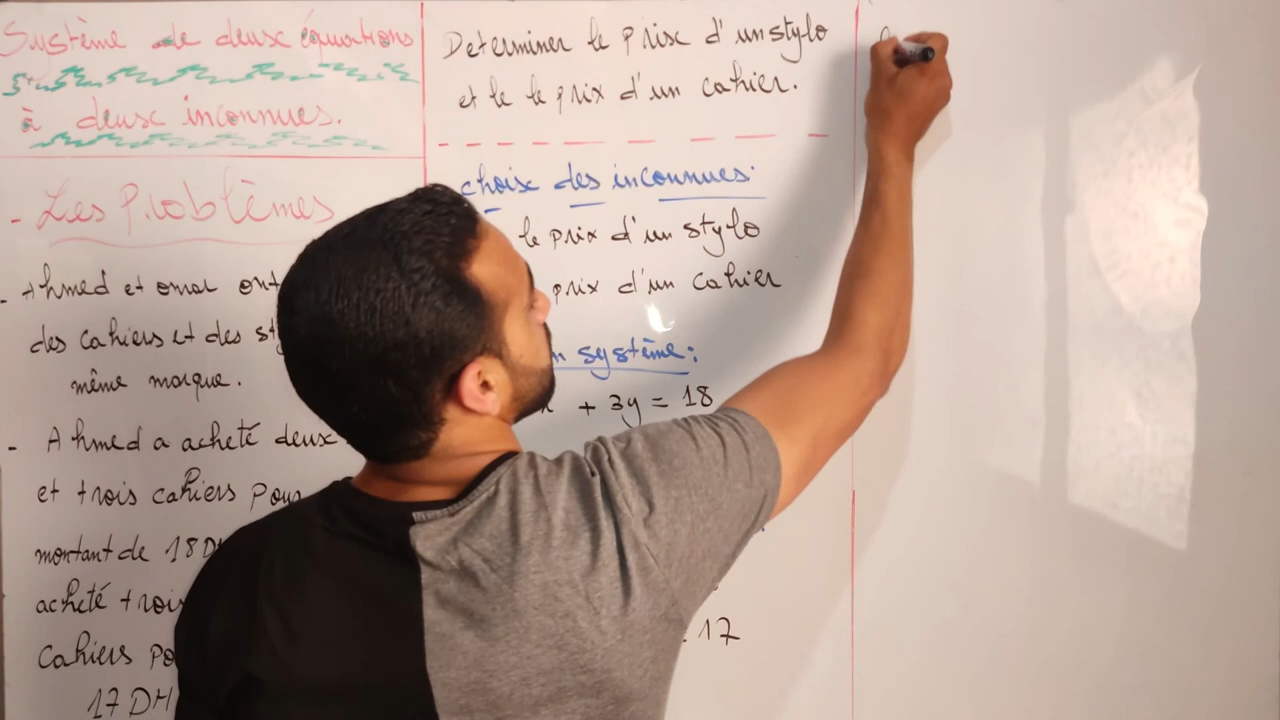 Système de deux équations
à deux inconnues.
- Les Problèmes
- Ahmed et omar ont
des cahiers et des
même marque.
- Ahmed a acheté deux
et trois cahiers pour
montant de 18
acheté trois
Cahiers
17 DH
Determiner le prix d'un stylo
et le le prix d'un cahier.
choix des inconnues:
le prix d'un stylo
prix d'un cahier
système:
+ 3y = 18
17